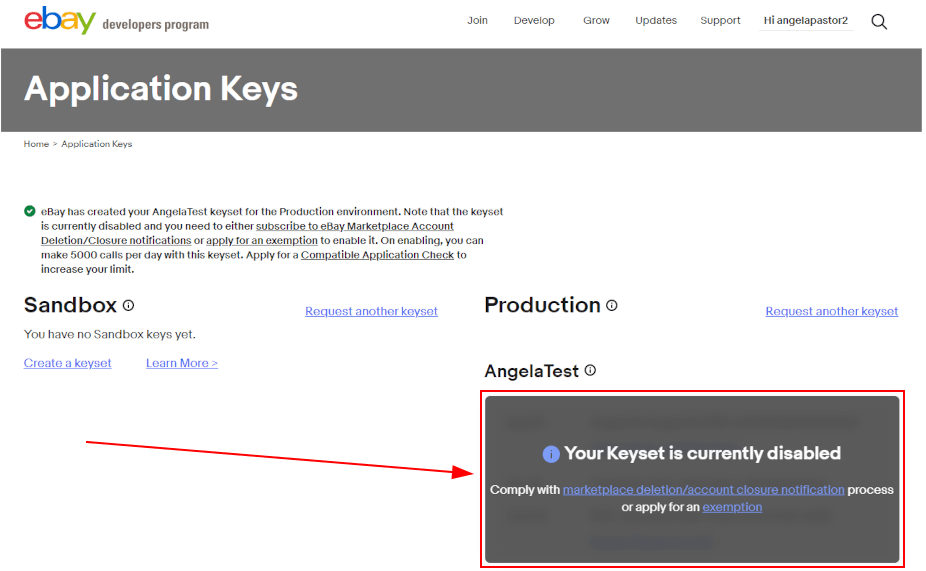 ebay developers program
Join Develop Grow Updates Support Hi angelapastor2
Application Keys
Home > Application Keys
eBay has created your AngelaTest keyset for the Production environment. Note that the keyset
is currently disabled and you need to either subscribe to eBay Marketplace Account
Deletion/Closure notifications or apply for an exemption to enable it. On enabling, you can
make 5000 calls per day with this keyset. Apply for a Compatible Application Check to
increase your limit.
Sandbox
Request another keyset
You have no Sandbox keys yet.
Create a keyset Learn More >
Production
Request another keyset
AngelaTest
Your Keyset is currently disabled
Comply with marketplace deletion/account closure notification process
or apply for an exemption